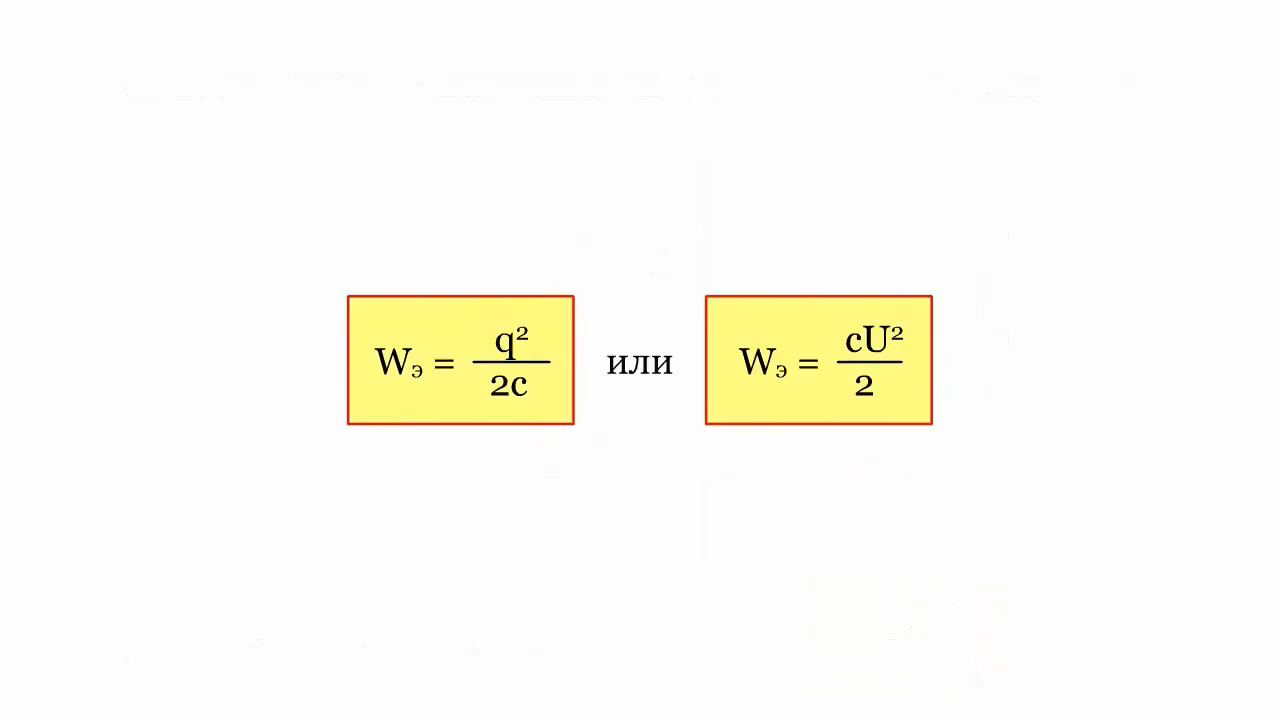 Wэ = q²/2c или Wэ = cU²/2